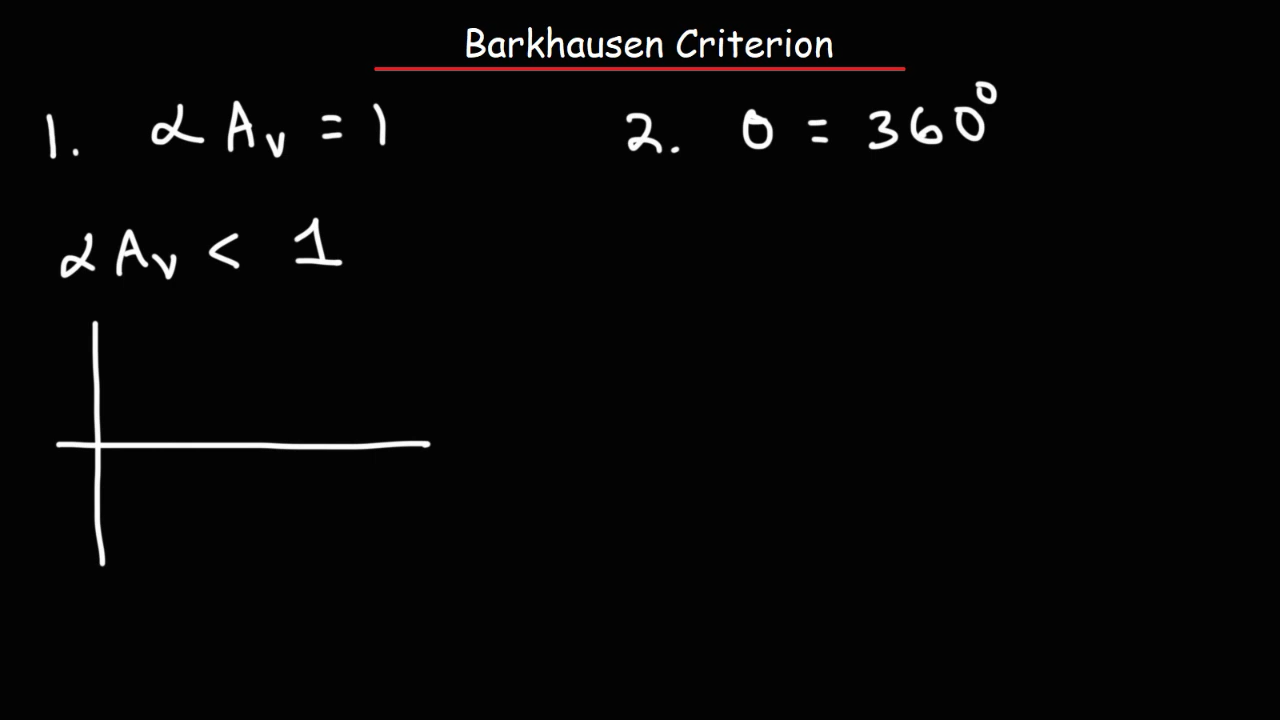 Barkhausen Criterion
1. αAᵥ = 1
2. θ = 360°
αAᵥ < 1